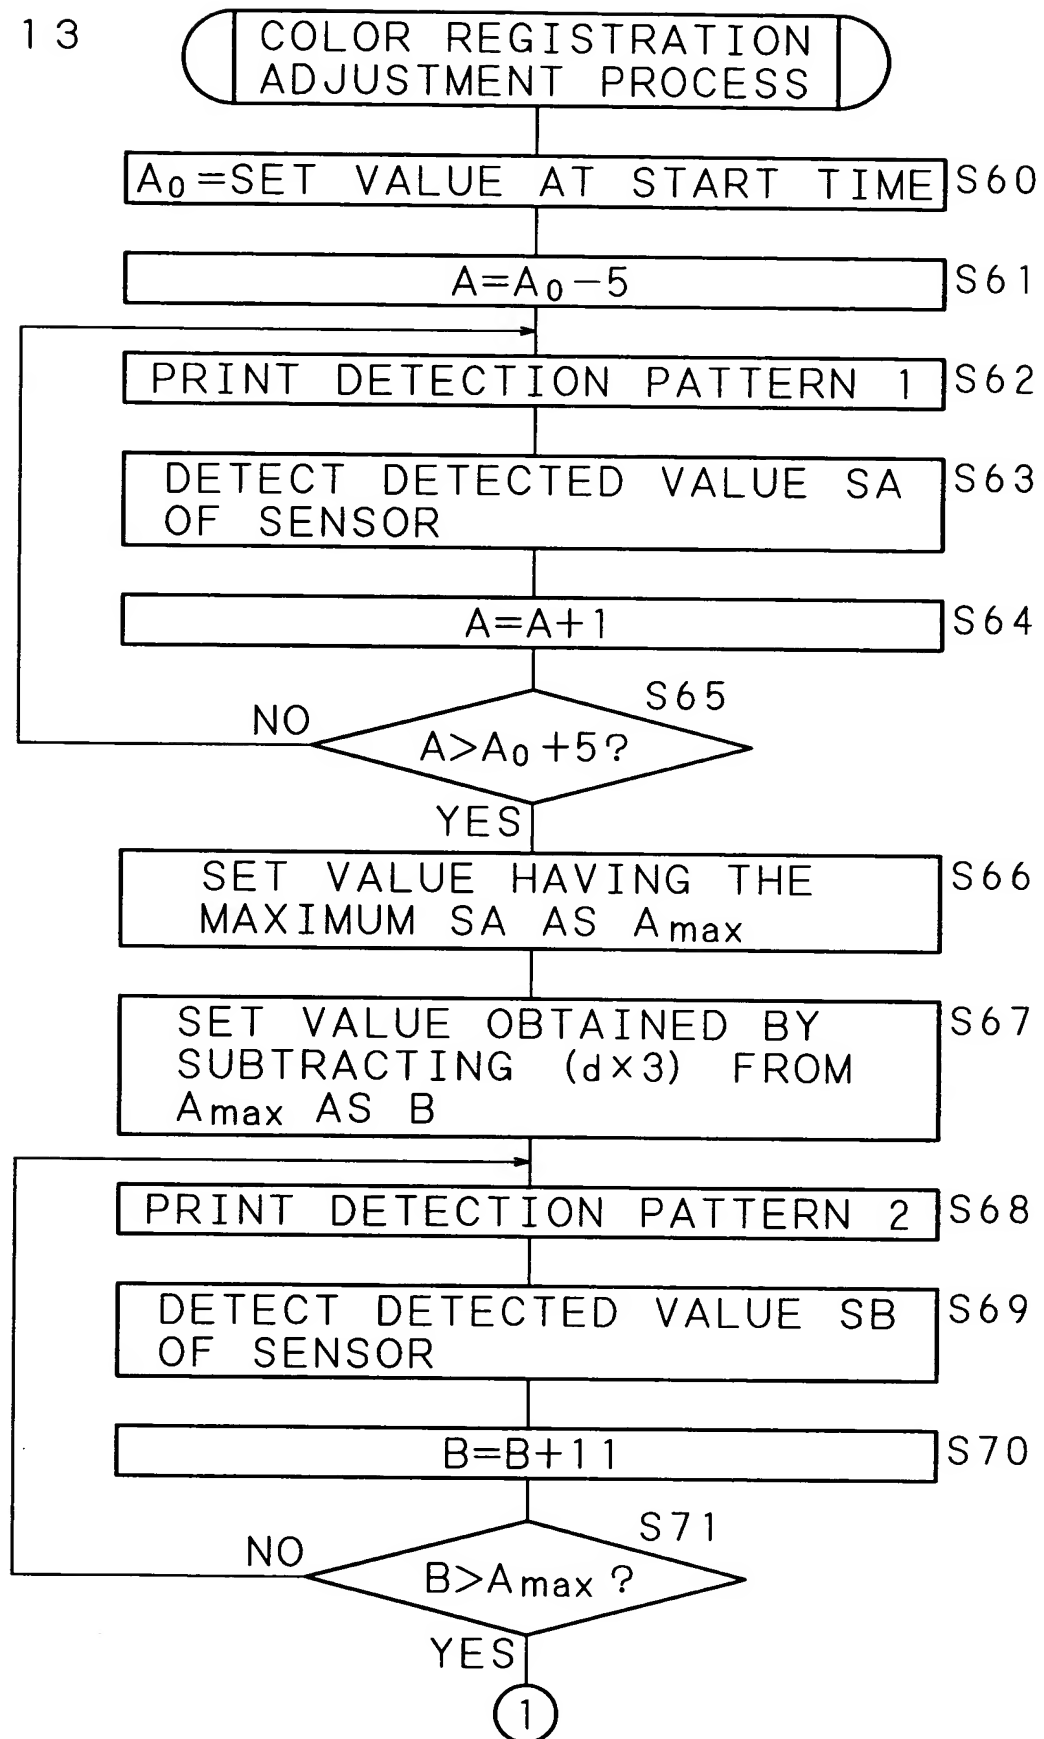 13
COLOR REGISTRATION
ADJUSTMENT PROCESS
A0=SET VALUE AT START TIME S60
A=A0-5 S61
PRINT DETECTION PATTERN 1 S62
DETECT DETECTED VALUE SA S63
OF SENSOR
A=A+1 S64
S65
NO
A>A0+5?
YES
SET VALUE HAVING THE S66
MAXIMUM SA AS Amax
SET VALUE OBTAINED BY S67
SUBTRACTING (d×3) FROM
Amax AS B
PRINT DETECTION PATTERN 2 S68
DETECT DETECTED VALUE SB S69
OF SENSOR
B=B+11 S70
S71
NO
B>Amax?
YES
1